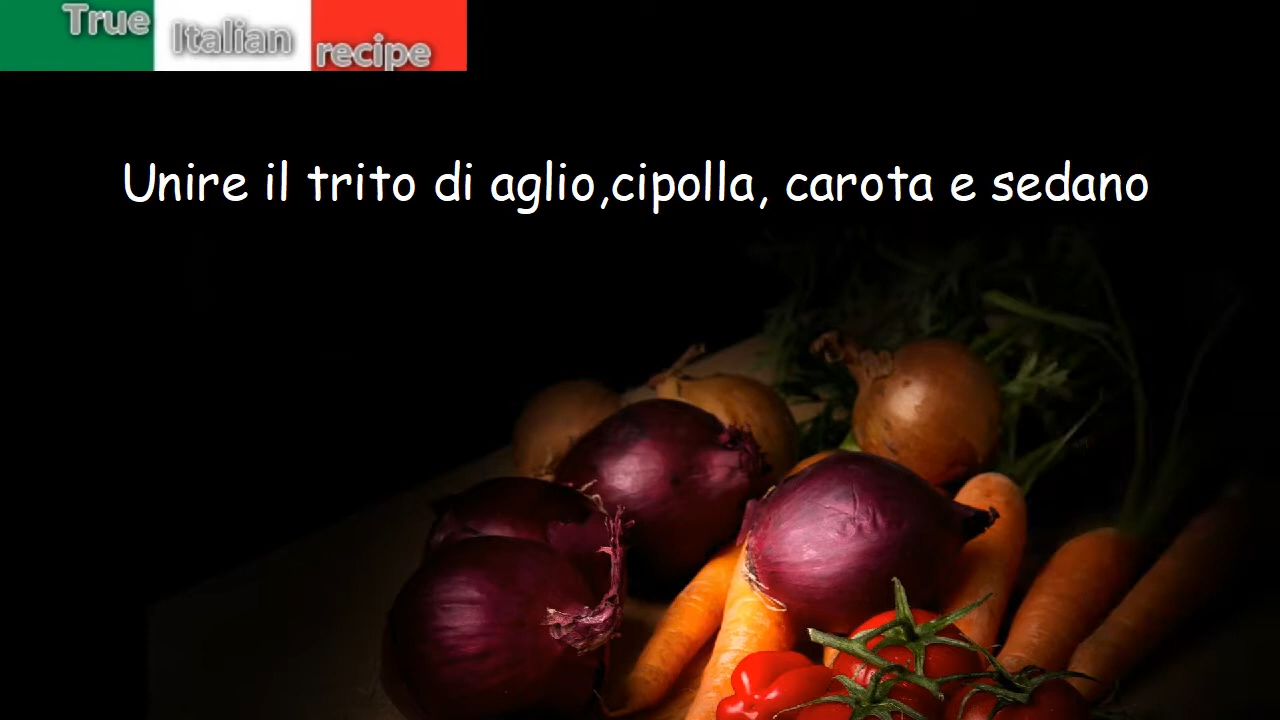 True
Italian
recipe
Unire il trito di aglio,cipolla, carota e sedano